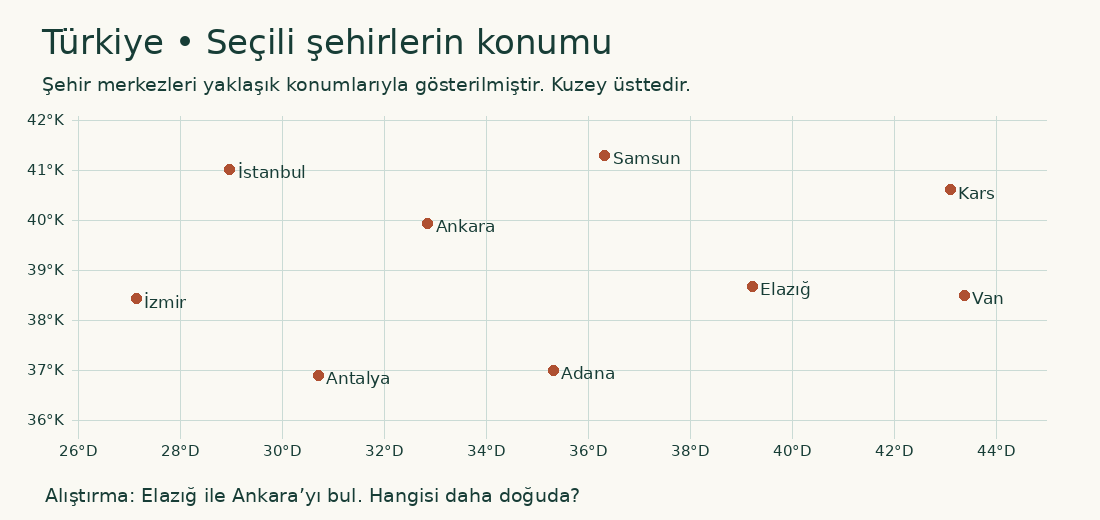 Türkiye • Seçili şehirlerin konumu
Şehir merkezleri yaklaşık konumlarıyla gösterilmiştir. Kuzey üsttedir.
42°K
41°K
İstanbul
Samsun
Kars
40°K
Ankara
39°K
Elazığ
İzmir
Van
38°K
37°K
Antalya
Adana
36°K
26°D 28°D 30°D 32°D 34°D 36°D 38°D 40°D 42°D 44°D
Alıştırma: Elazığ ile Ankara’yı bul. Hangisi daha doğuda?